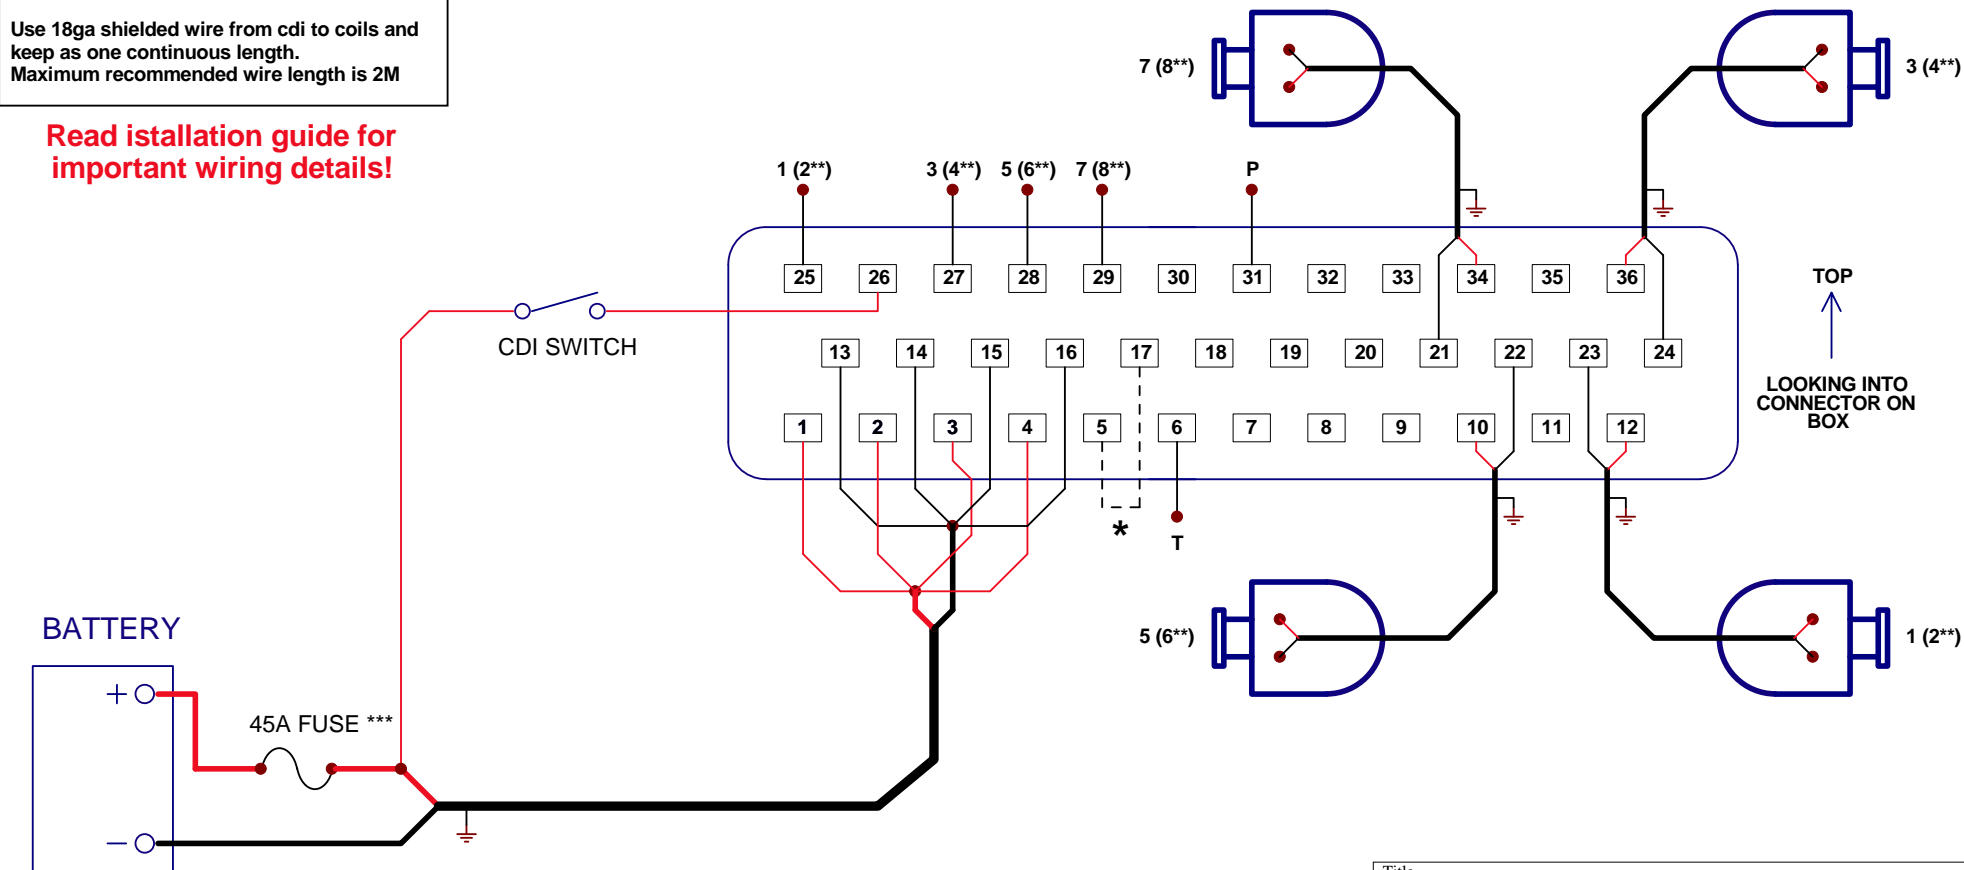 Use 18ga shielded wire from cdi to coils and
keep as one continuous length.
Maximum recommended wire length is 2M
Read istallation guide for
important wiring details!
7 (8**)
3 (4**)
1 (2**) 3 (4**) 5 (6**) 7 (8**) P
25 26 27 28 29 30 31 32 33 34 35 36
TOP
CDI SWITCH
13 14 15 16 17 18 19 20 21 22 23 24
LOOKING INTO
CONNECTOR ON
BOX
1 2 3 4 5 6 7 8 9 10 11 12
*
T
BATTERY
5 (6**)
1 (2**)
+
45A FUSE ***
−
Title